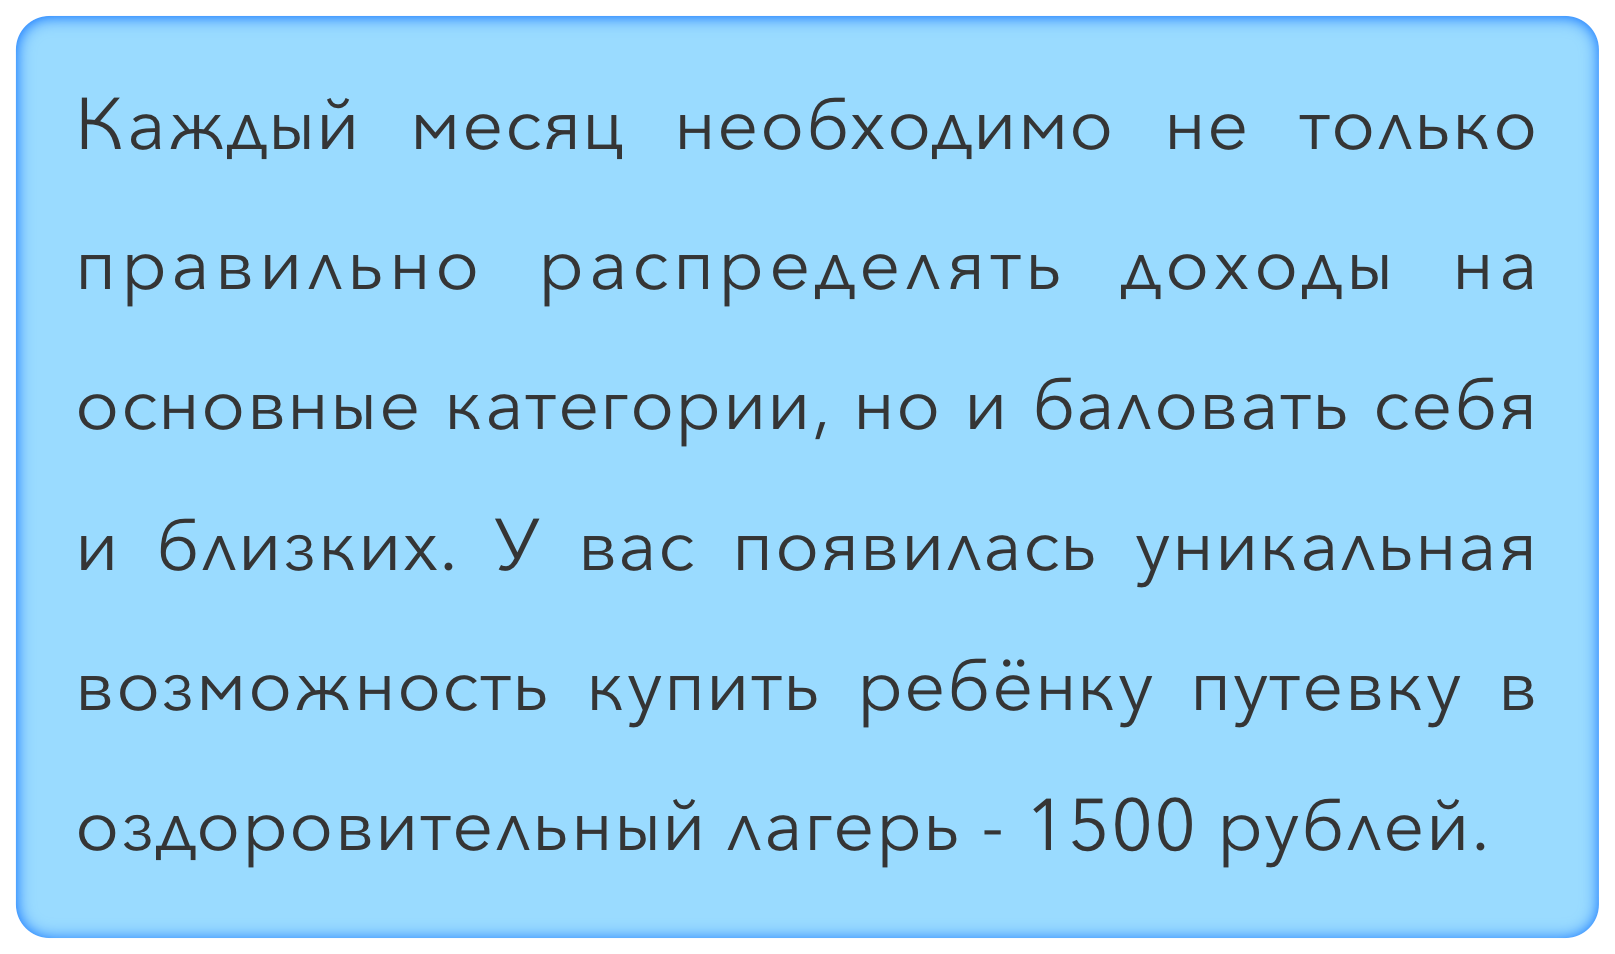 Каждый месяц необходимо не только
правильно распределять доходы на
основные категории, но и баловать себя
и близких. У вас появилась уникальная
возможность купить ребёнку путевку в
оздоровительный лагерь - 1500 рублей.